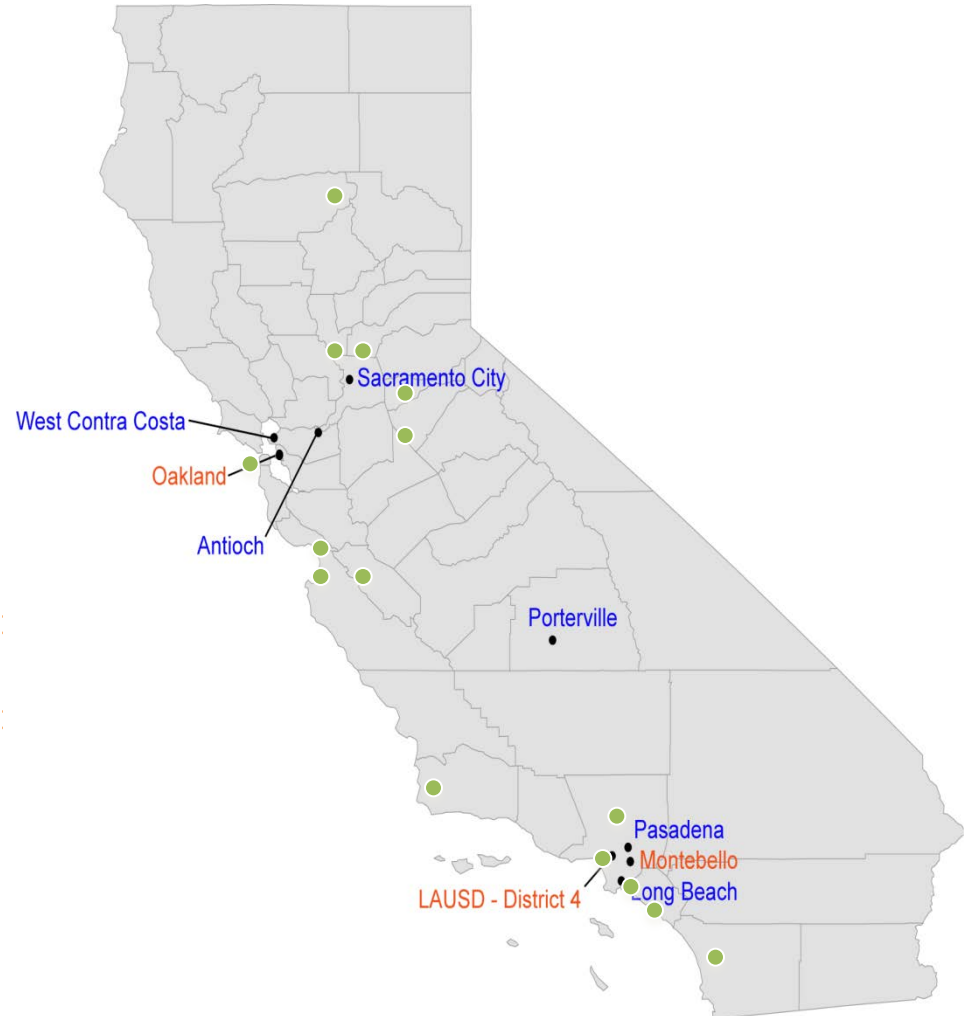 Sacramento City
West Contra Costa
Oakland
Antioch
Porterville
Pasadena
Montebello
LAUSD - District 4
Long Beach